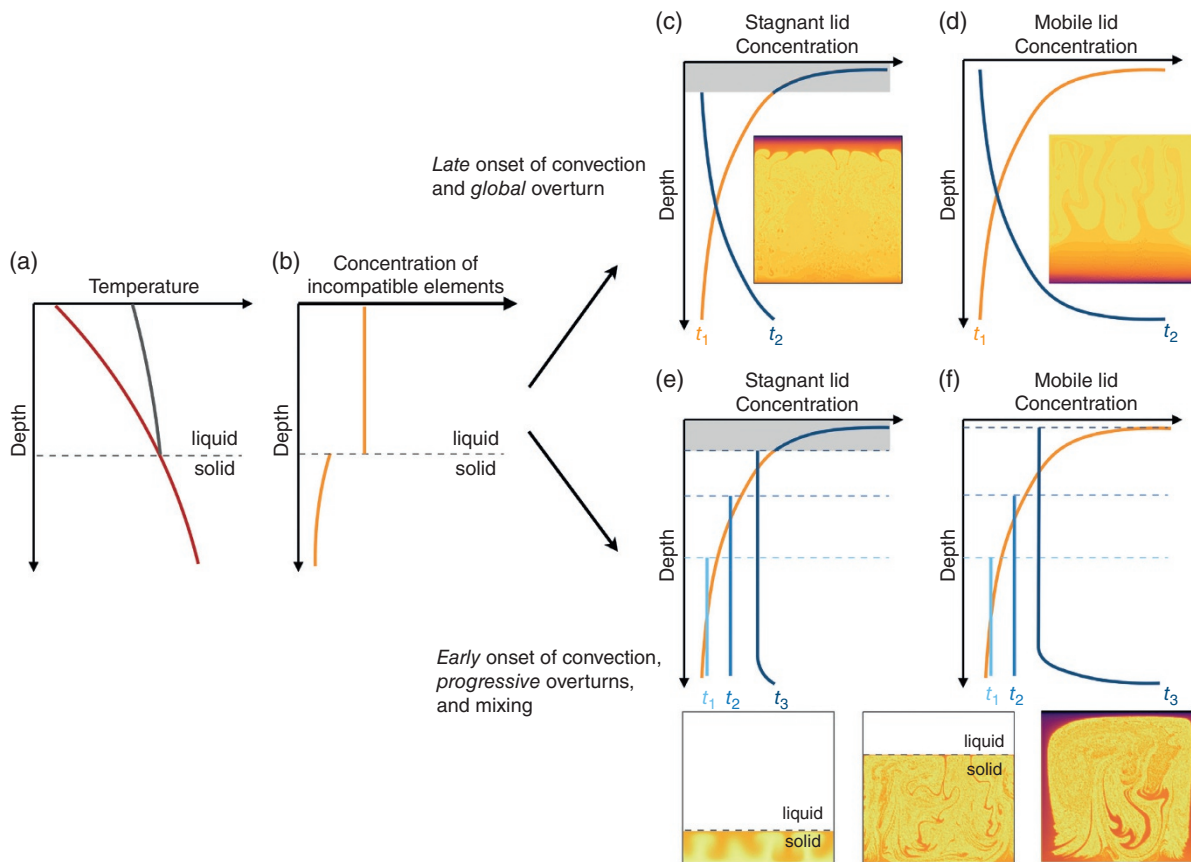 (a)
Temperature
Depth
liquid
solid
(b)
Concentration of
incompatible elements
Depth
liquid
solid
Late onset of convection
and global overturn
Early onset of convection,
progressive overturns,
and mixing
(c)
Stagnant lid
Concentration
Depth
t1
t2
(d)
Mobile lid
Concentration
Depth
t1
t2
(e)
Stagnant lid
Concentration
Depth
t1
t2
t3
(f)
Mobile lid
Concentration
Depth
t1
t2
t3
liquid
solid
liquid
solid